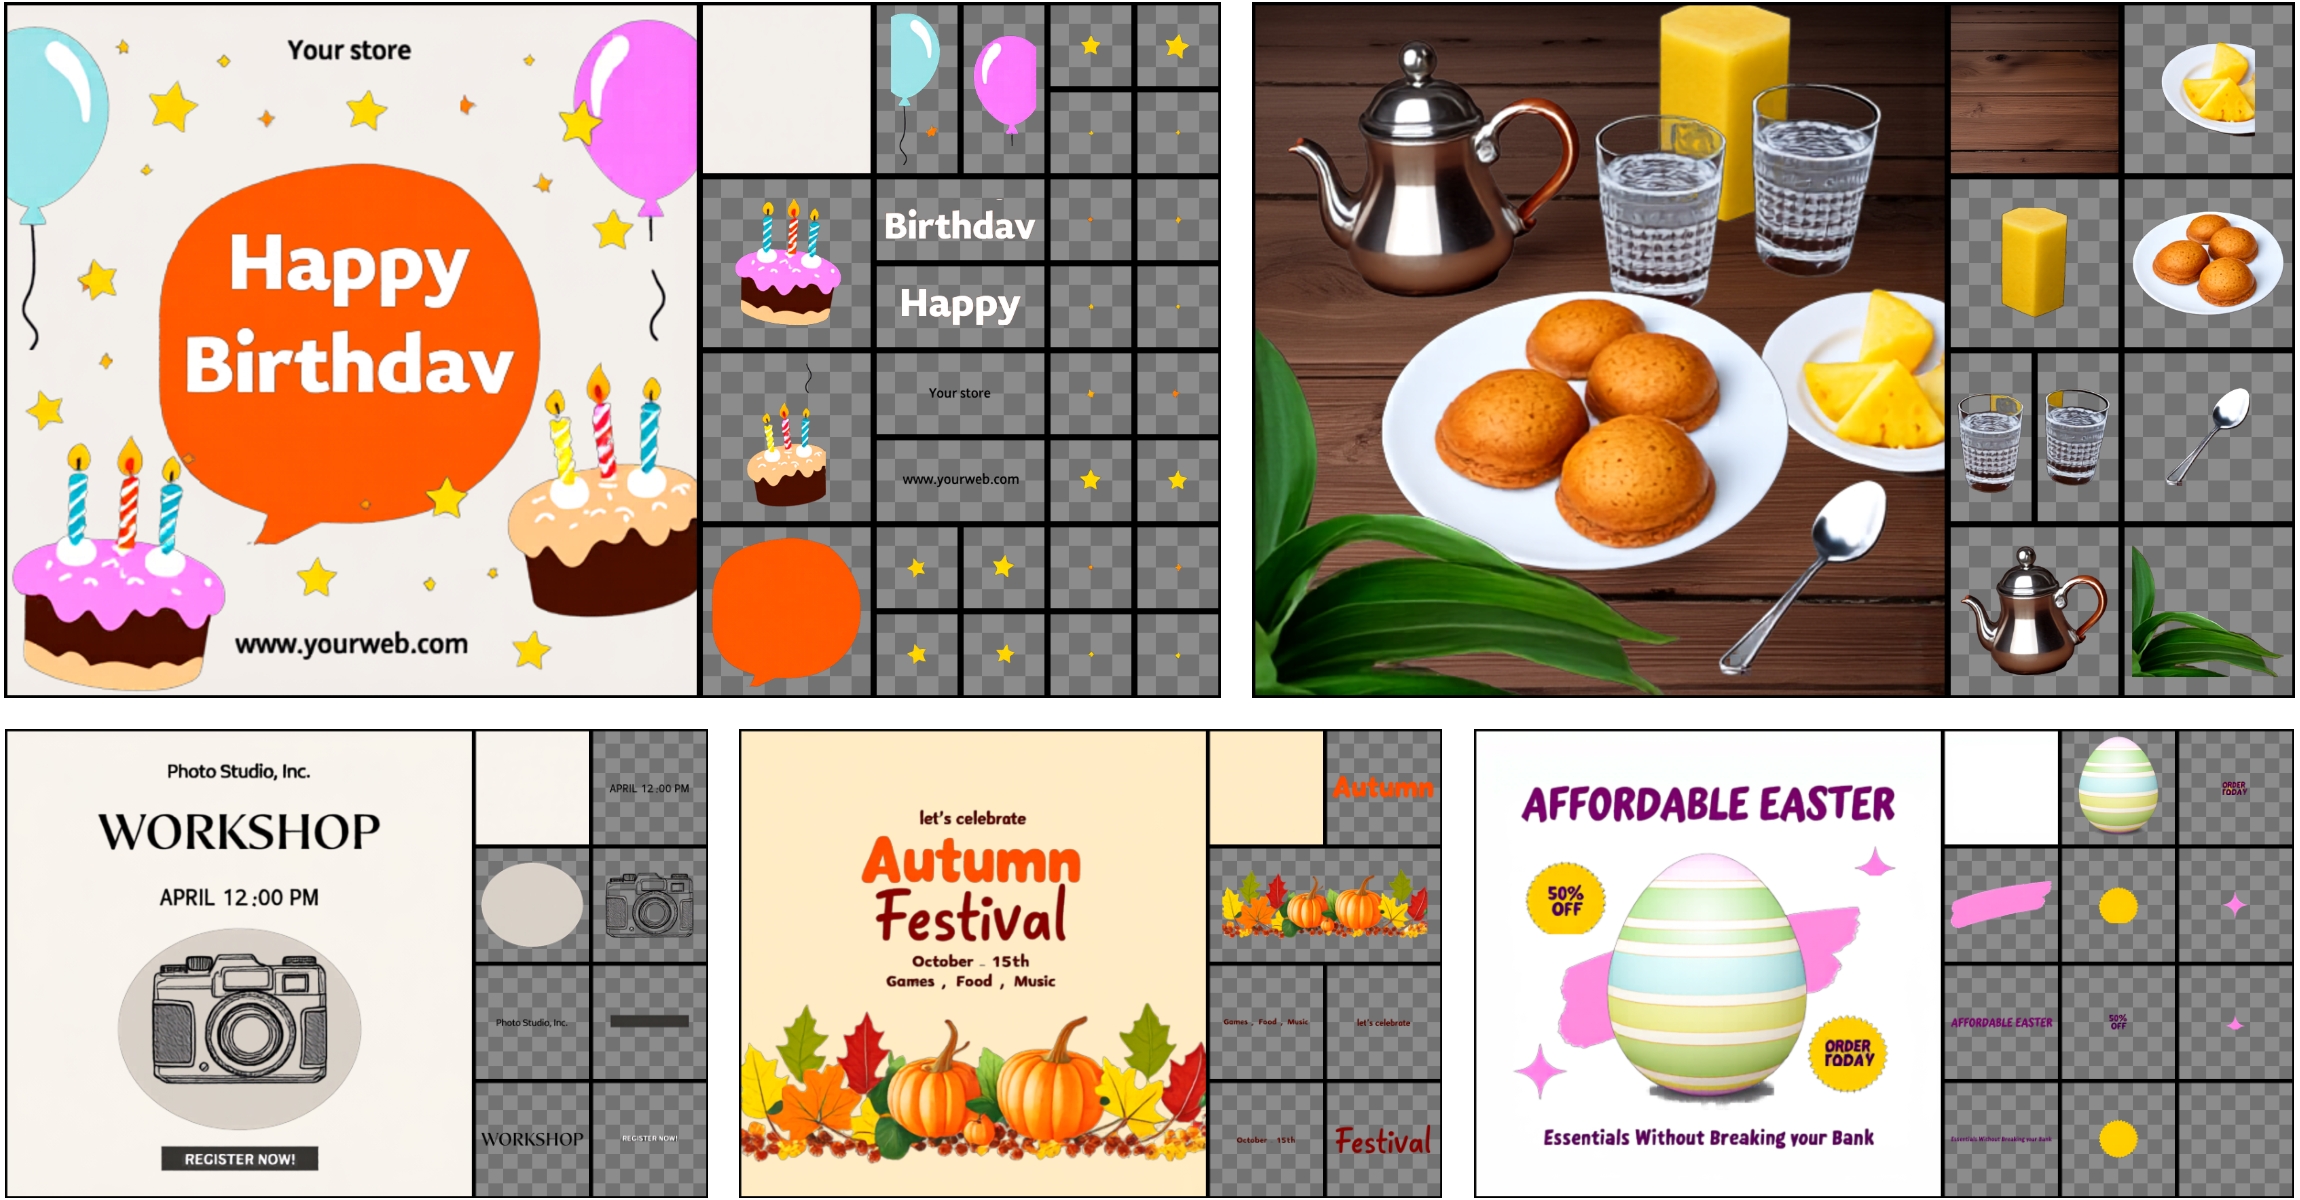 Your store
Happy
Birthdav
www.yourweb.com
Birthdav
Happy
Your store
www.yourweb.com
Photo Studio, Inc.
WORKSHOP
APRIL 12 :00 PM
REGISTER NOW!
APRIL 12 :00 PM
Photo Studio, Inc.
WORKSHOP
REGISTER NOW!
let's celebrate
Autumn
Festival
October - 15th
Games , Food , Music
Autumn
Games , Food , Music
let's celebrate
October 15th
Festival
AFFORDABLE EASTER
50%
OFF
ORDER
TODAY
Essentials Without Breaking your Bank
ORDER
TODAY
AFFORDABLE EASTER
50%
OFF
Essentials Without Breaking your Bank